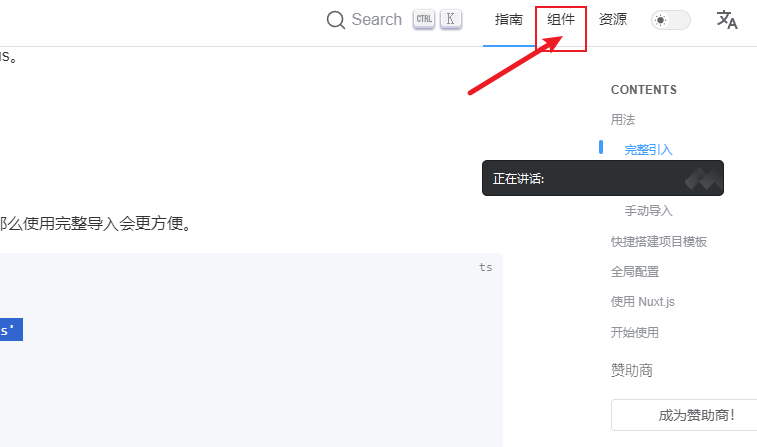 Search CTRL K 指南 组件 资源
us。
CONTENTS
用法
完整引入
正在讲话:
手动导入
那么使用完整导入会更方便。
快捷搭建项目模板
ts
全局配置
使用 Nuxt.js
s'
开始使用
赞助商
成为赞助商!